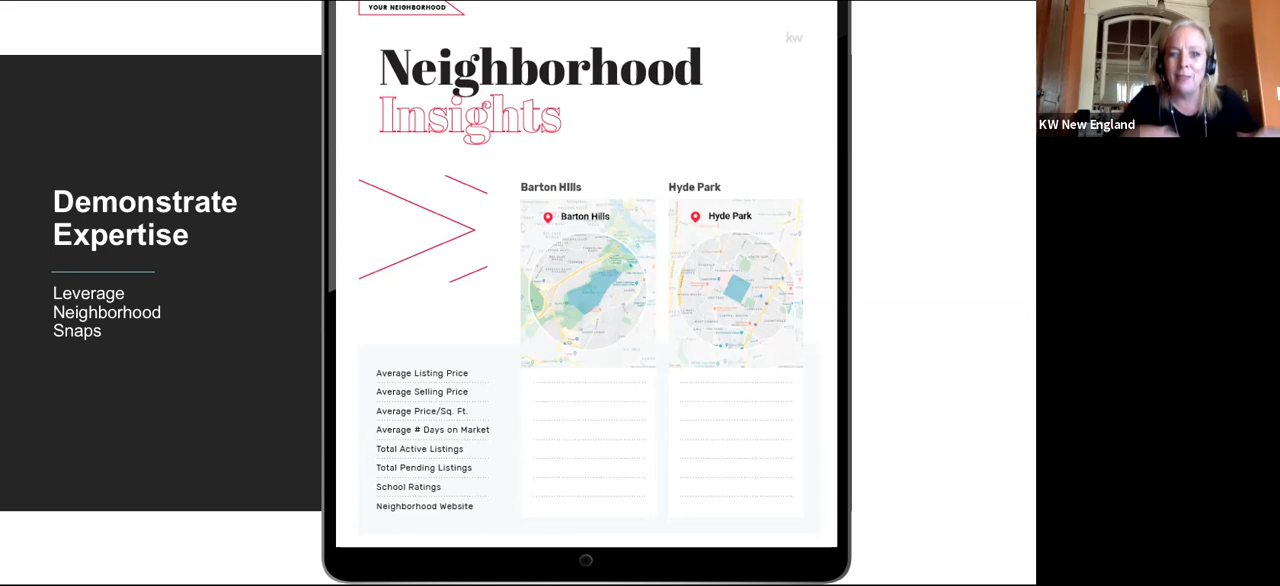 YOUR NEIGHBORHOOD
kw
Neighborhood
Insights
Demonstrate
Expertise
Leverage
Neighborhood
Snaps
Barton HIlls
Hyde Park
Barton Hills
Hyde Park
Average Listing Price
Average Selling Price
Average Price/Sq. Ft.
Average # Days on Market
Total Active Listings
Total Pending Listings
School Ratings
Neighborhood Website
KW New England